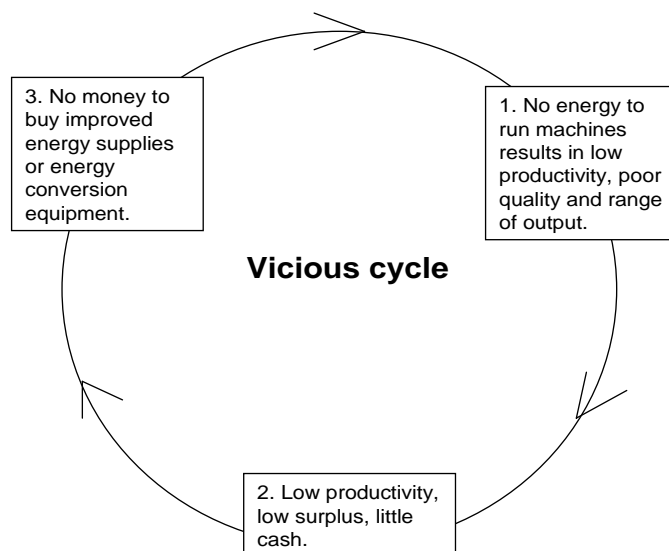 3. No money to
buy improved
energy supplies
or energy
conversion
equipment.
1. No energy to
run machines
results in low
productivity, poor
quality and range
of output.
Vicious cycle
2. Low productivity,
low surplus, little
cash.